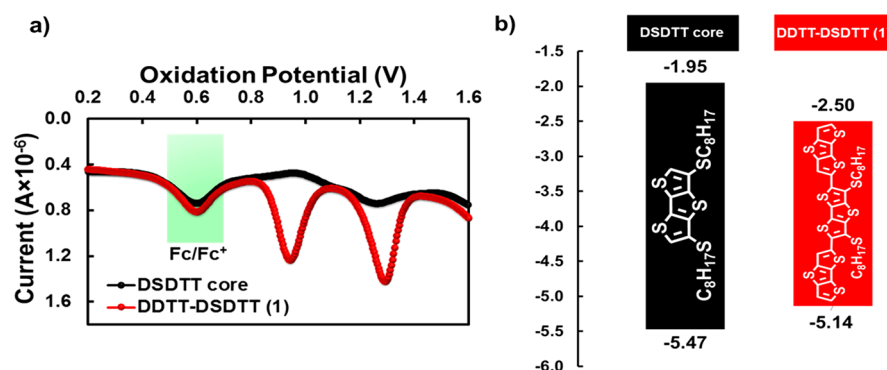 a)
Oxidation Potential (V)
0.2 0.4 0.6 0.8 1.0 1.2 1.4 1.6
0.0
0.4
0.8
1.2
1.6
Current (A×10⁻⁶)
Fc/Fc⁺
DSDTT core
DDTT-DSDTT (1)
b)
DSDTT core
DDTT-DSDTT (1
-1.5
-2.0
-2.5
-3.0
-3.5
-4.0
-4.5
-5.0
-5.5
-6.0
-1.95
S
S
S
SC₈H₁₇
C₈H₁₇S
-5.47
-2.50
S
S
S
SC₈H₁₇
S
S
S
C₈H₁₇S
S
S
S
-5.14